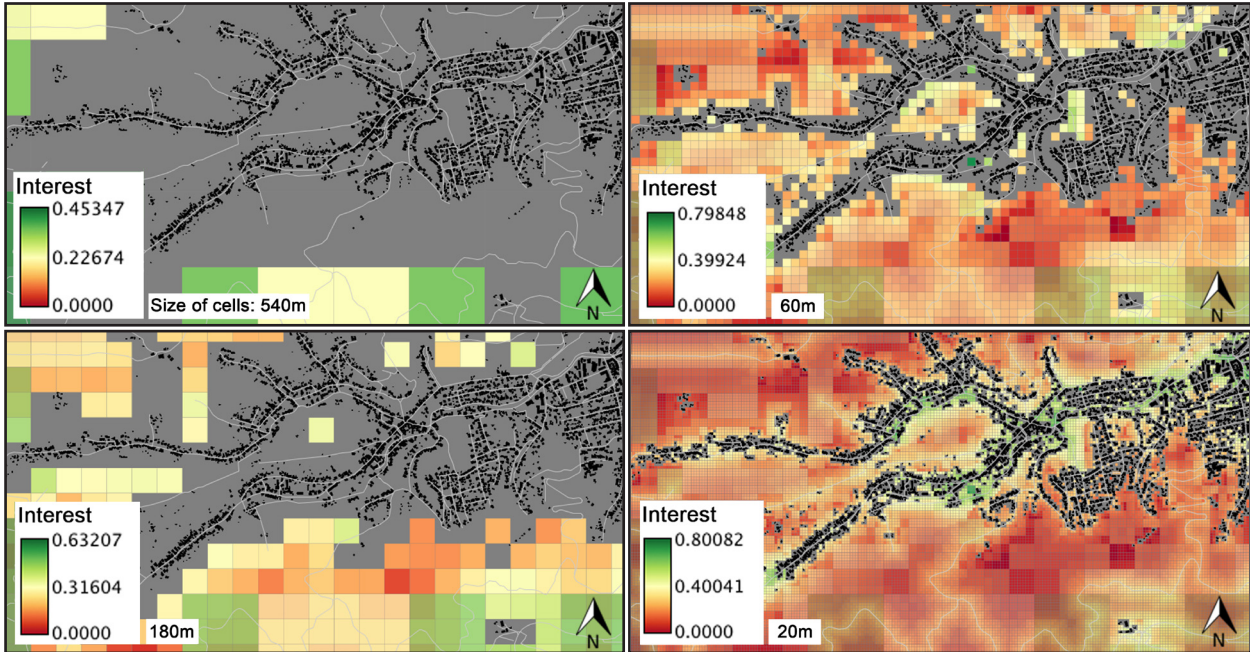 Interest
0.45347
0.22674
0.0000
Size of cells: 540m
N
Interest
0.79848
0.39924
0.0000
60m
N
Interest
0.63207
0.31604
0.0000
180m
N
Interest
0.80082
0.40041
0.0000
20m
N